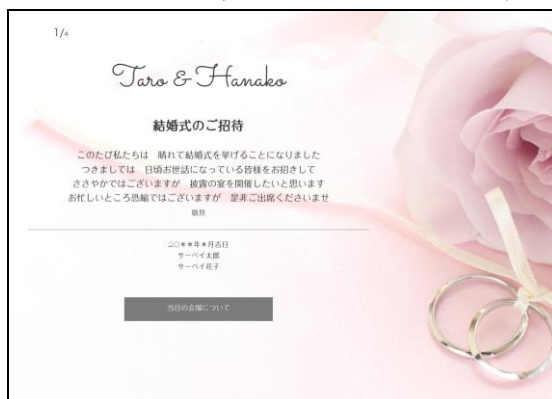 1/4
Taro & Hanako
結婚式のご招待
このたび私たちは　晴れて結婚式を挙げることになりました
つきましては　日頃お世話になっている皆様をお招きして
ささやかではございますが　披露の宴を開催したいと思います
お忙しいところ恐縮ではございますが　是非ご出席くださいませ
敬具
20＊＊年＊月吉日
サーベイ太郎
サーベイ花子
当日の会場について